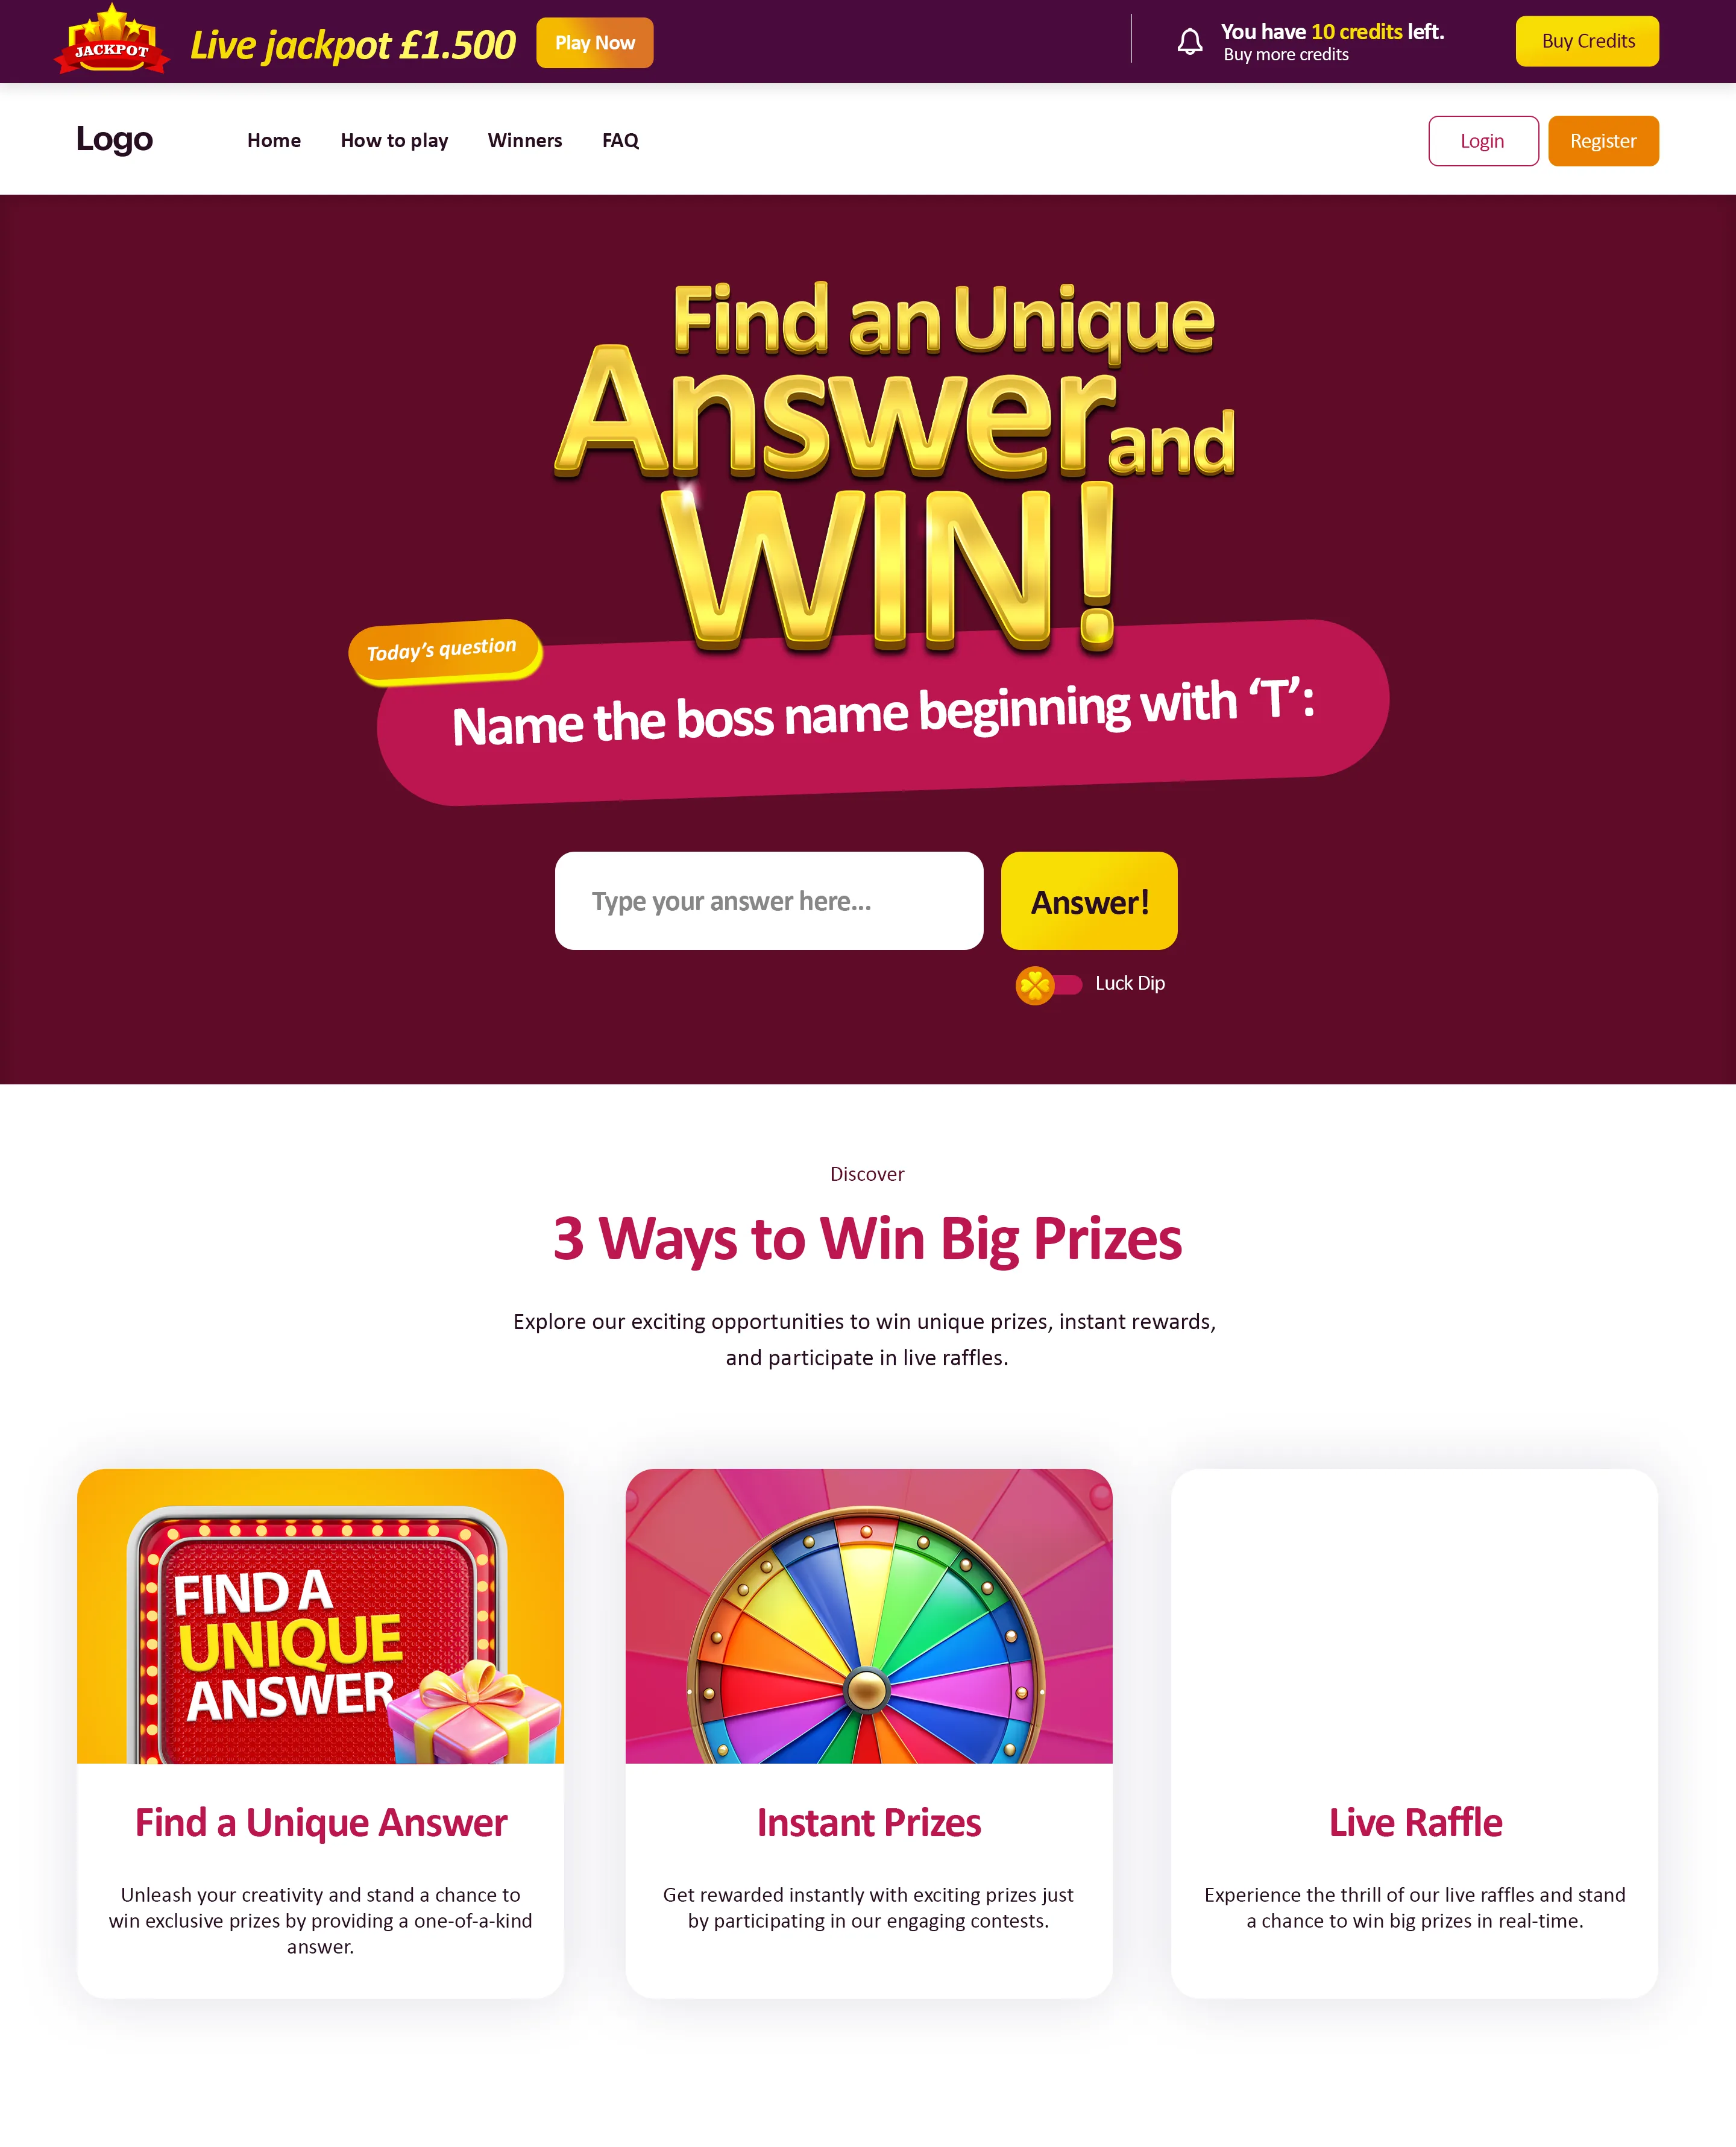 JACKPOT
Live jackpot £1.500
Play Now
You have 10 credits left.
Buy more credits
Buy Credits
Logo
Home
How to play
Winners
FAQ
Login
Register
Find an Unique
Answer and
WIN!
Today's question
Name the boss name beginning with ‘T’:
Type your answer here...
Answer!
Luck Dip
Discover
3 Ways to Win Big Prizes
Explore our exciting opportunities to win unique prizes, instant rewards,
and participate in live raffles.
FIND A
UNIQUE
ANSWER
Find a Unique Answer
Unleash your creativity and stand a chance to
win exclusive prizes by providing a one-of-a-kind
answer.
Instant Prizes
Get rewarded instantly with exciting prizes just
by participating in our engaging contests.
Live Raffle
Experience the thrill of our live raffles and stand
a chance to win big prizes in real-time.